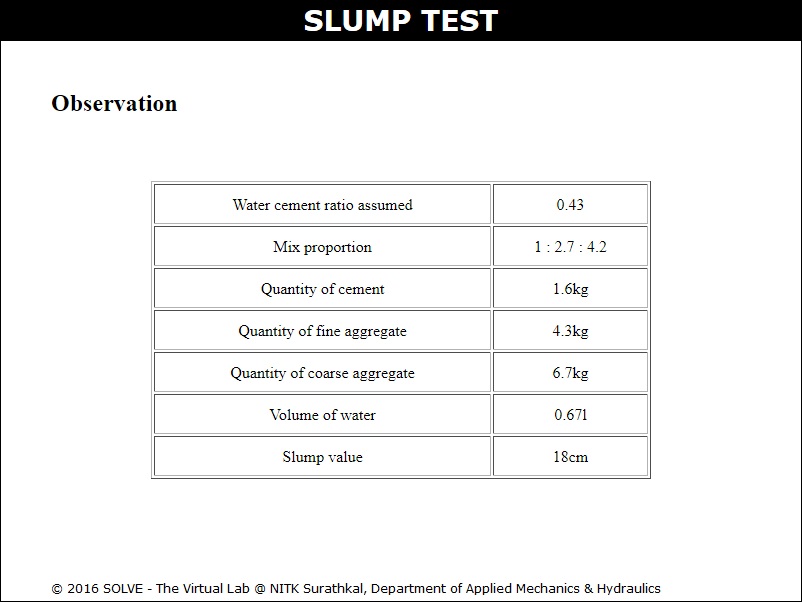 SLUMP TEST
Observation
Water cement ratio assumed 0.43
Mix proportion 1 : 2.7 : 4.2
Quantity of cement 1.6kg
Quantity of fine aggregate 4.3kg
Quantity of coarse aggregate 6.7kg
Volume of water 0.67l
Slump value 18cm
© 2016 SOLVE - The Virtual Lab @ NITK Surathkal, Department of Applied Mechanics & Hydraulics